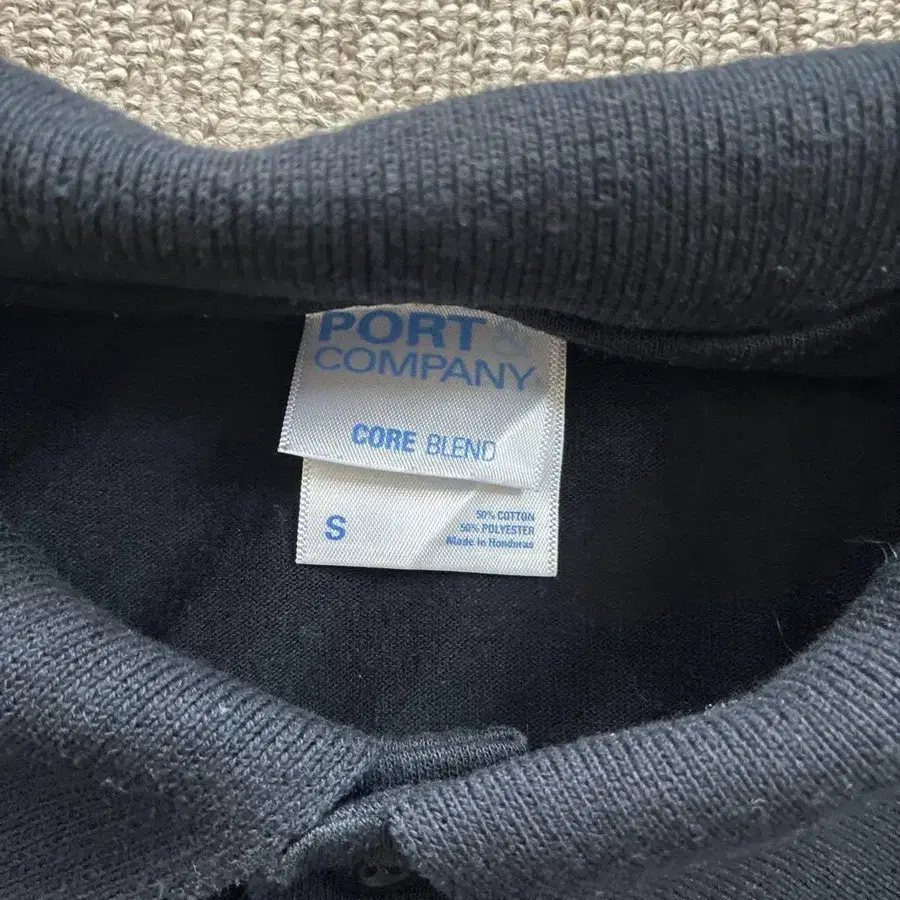 PORT &
COMPANY®
CORE BLEND
S
50% COTTON
50% POLYESTER
Made in Honduras